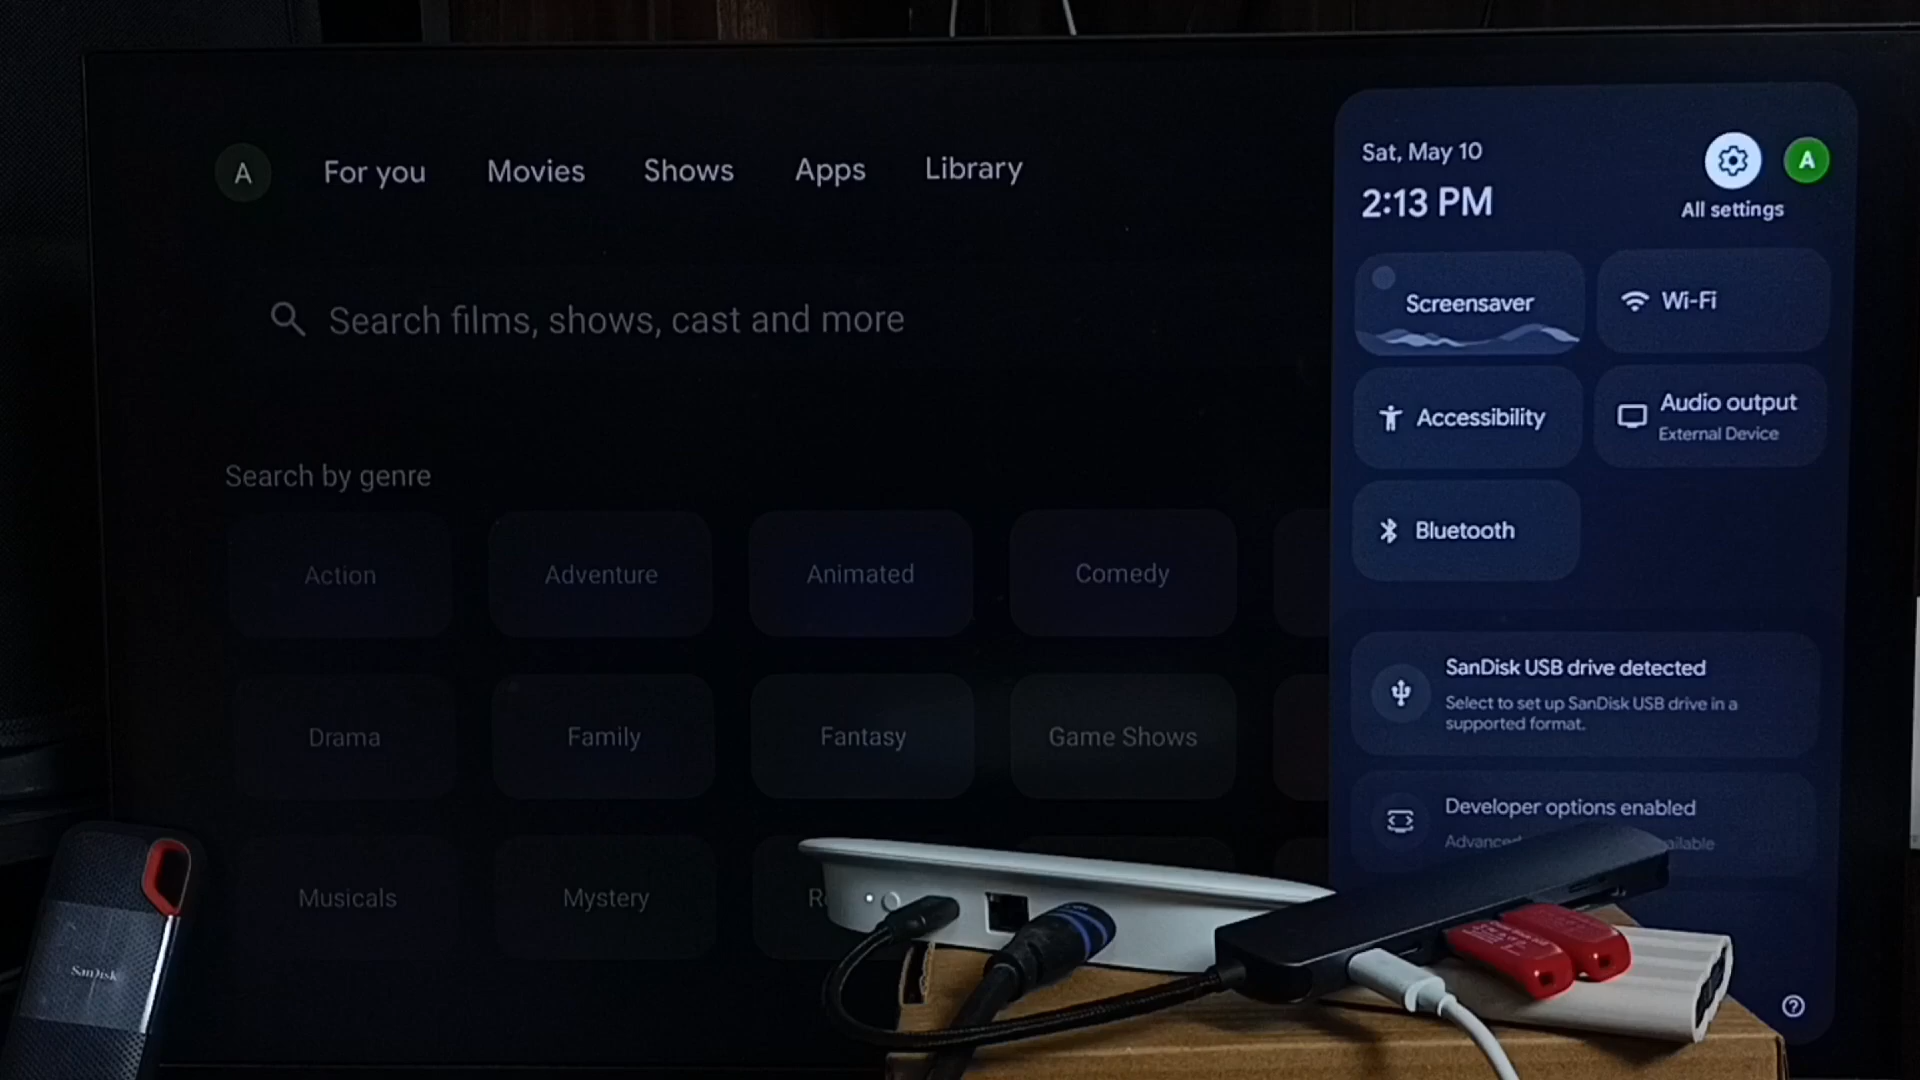 A
For you
Movies
Shows
Apps
Library
Search films, shows, cast and more
Search by genre
Action
Adventure
Animated
Comedy
Drama
Family
Fantasy
Game Shows
Musicals
Mystery
Sat, May 10
2:13 PM
A
All settings
Screensaver
Wi-Fi
Accessibility
Audio output
External Device
Bluetooth
SanDisk USB drive detected
Select to set up SanDisk USB drive in a
supported format.
Developer options enabled
SanDisk